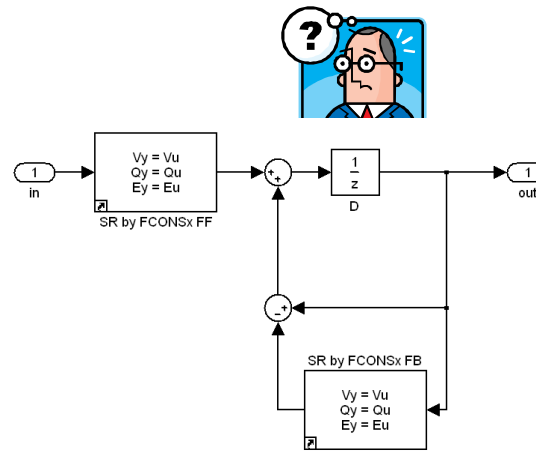 ?
1
in
Vy = Vu
Qy = Qu
Ey = Eu
SR by FCONSx FF
+
+
1
z
D
1
out
−
+
SR by FCONSx FB
Vy = Vu
Qy = Qu
Ey = Eu